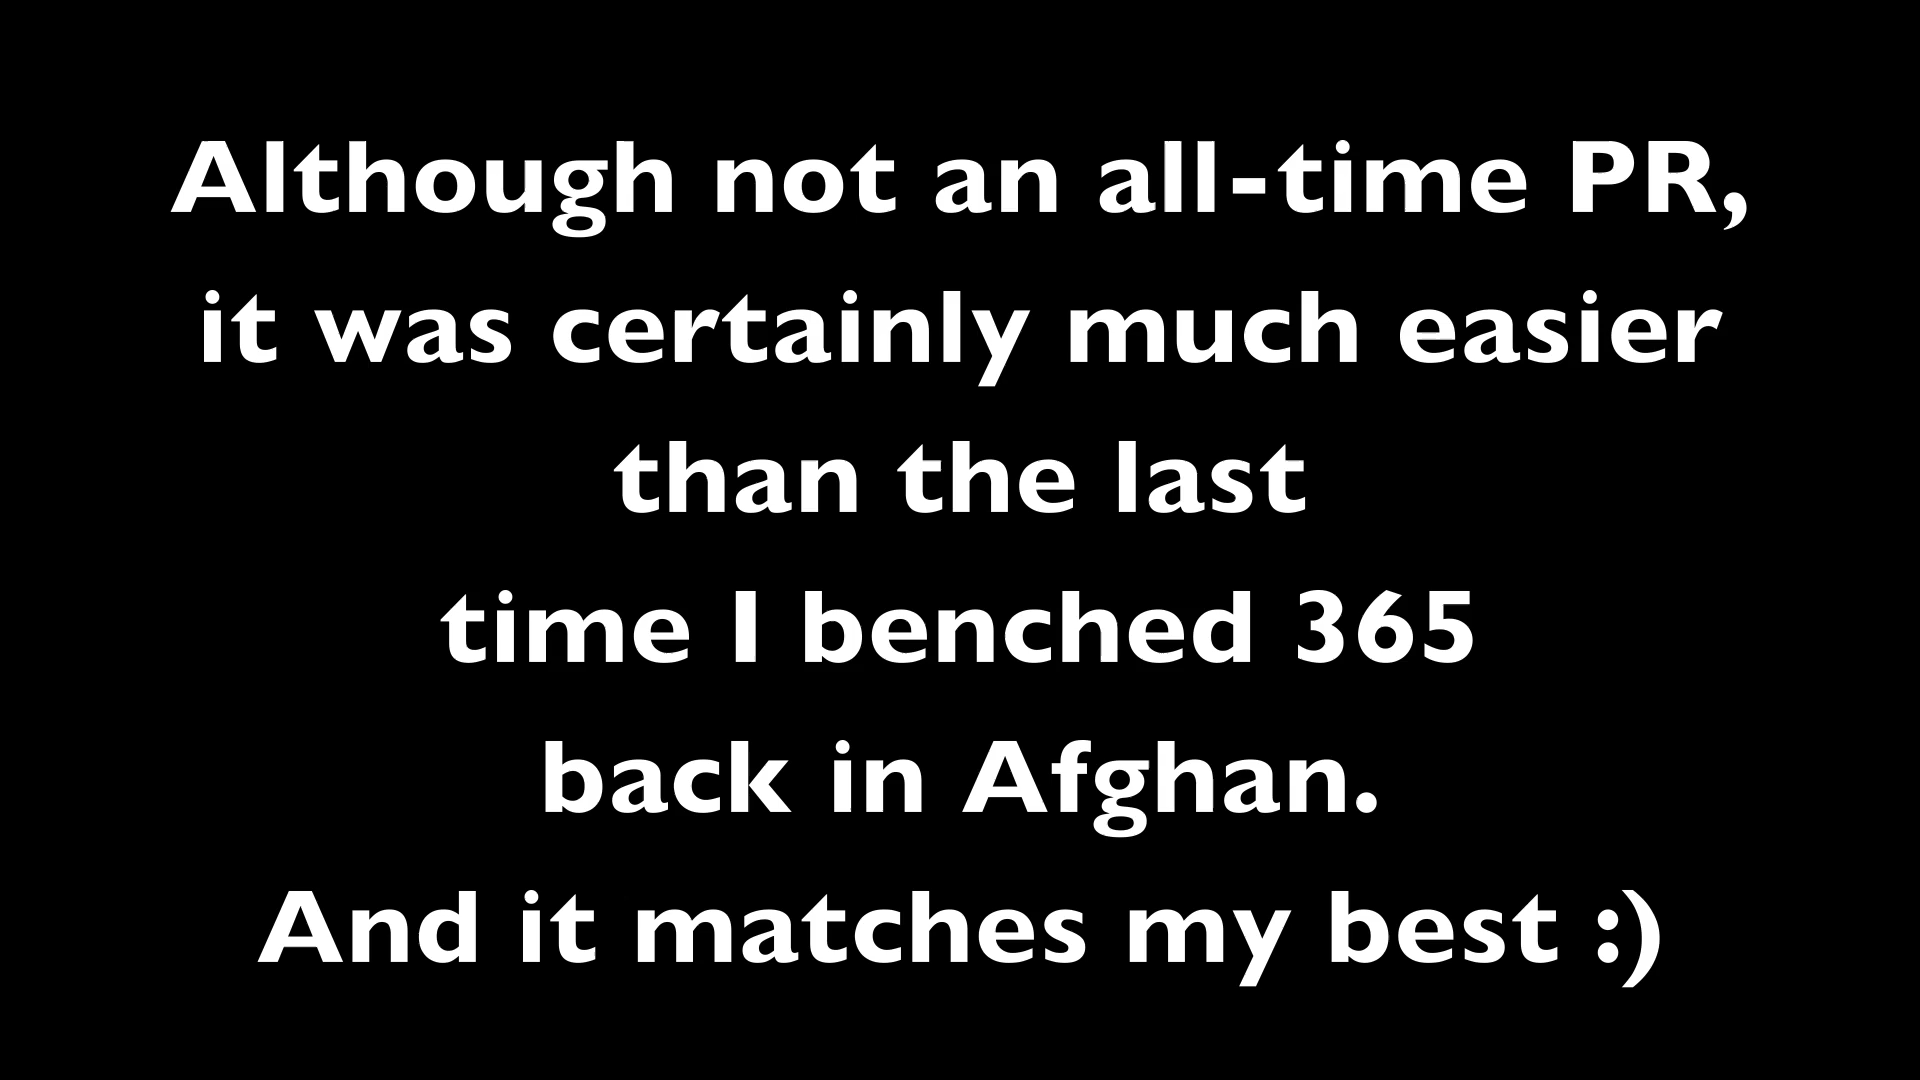 Although not an all-time PR,
it was certainly much easier
than the last
time I benched 365
back in Afghan.
And it matches my best :)